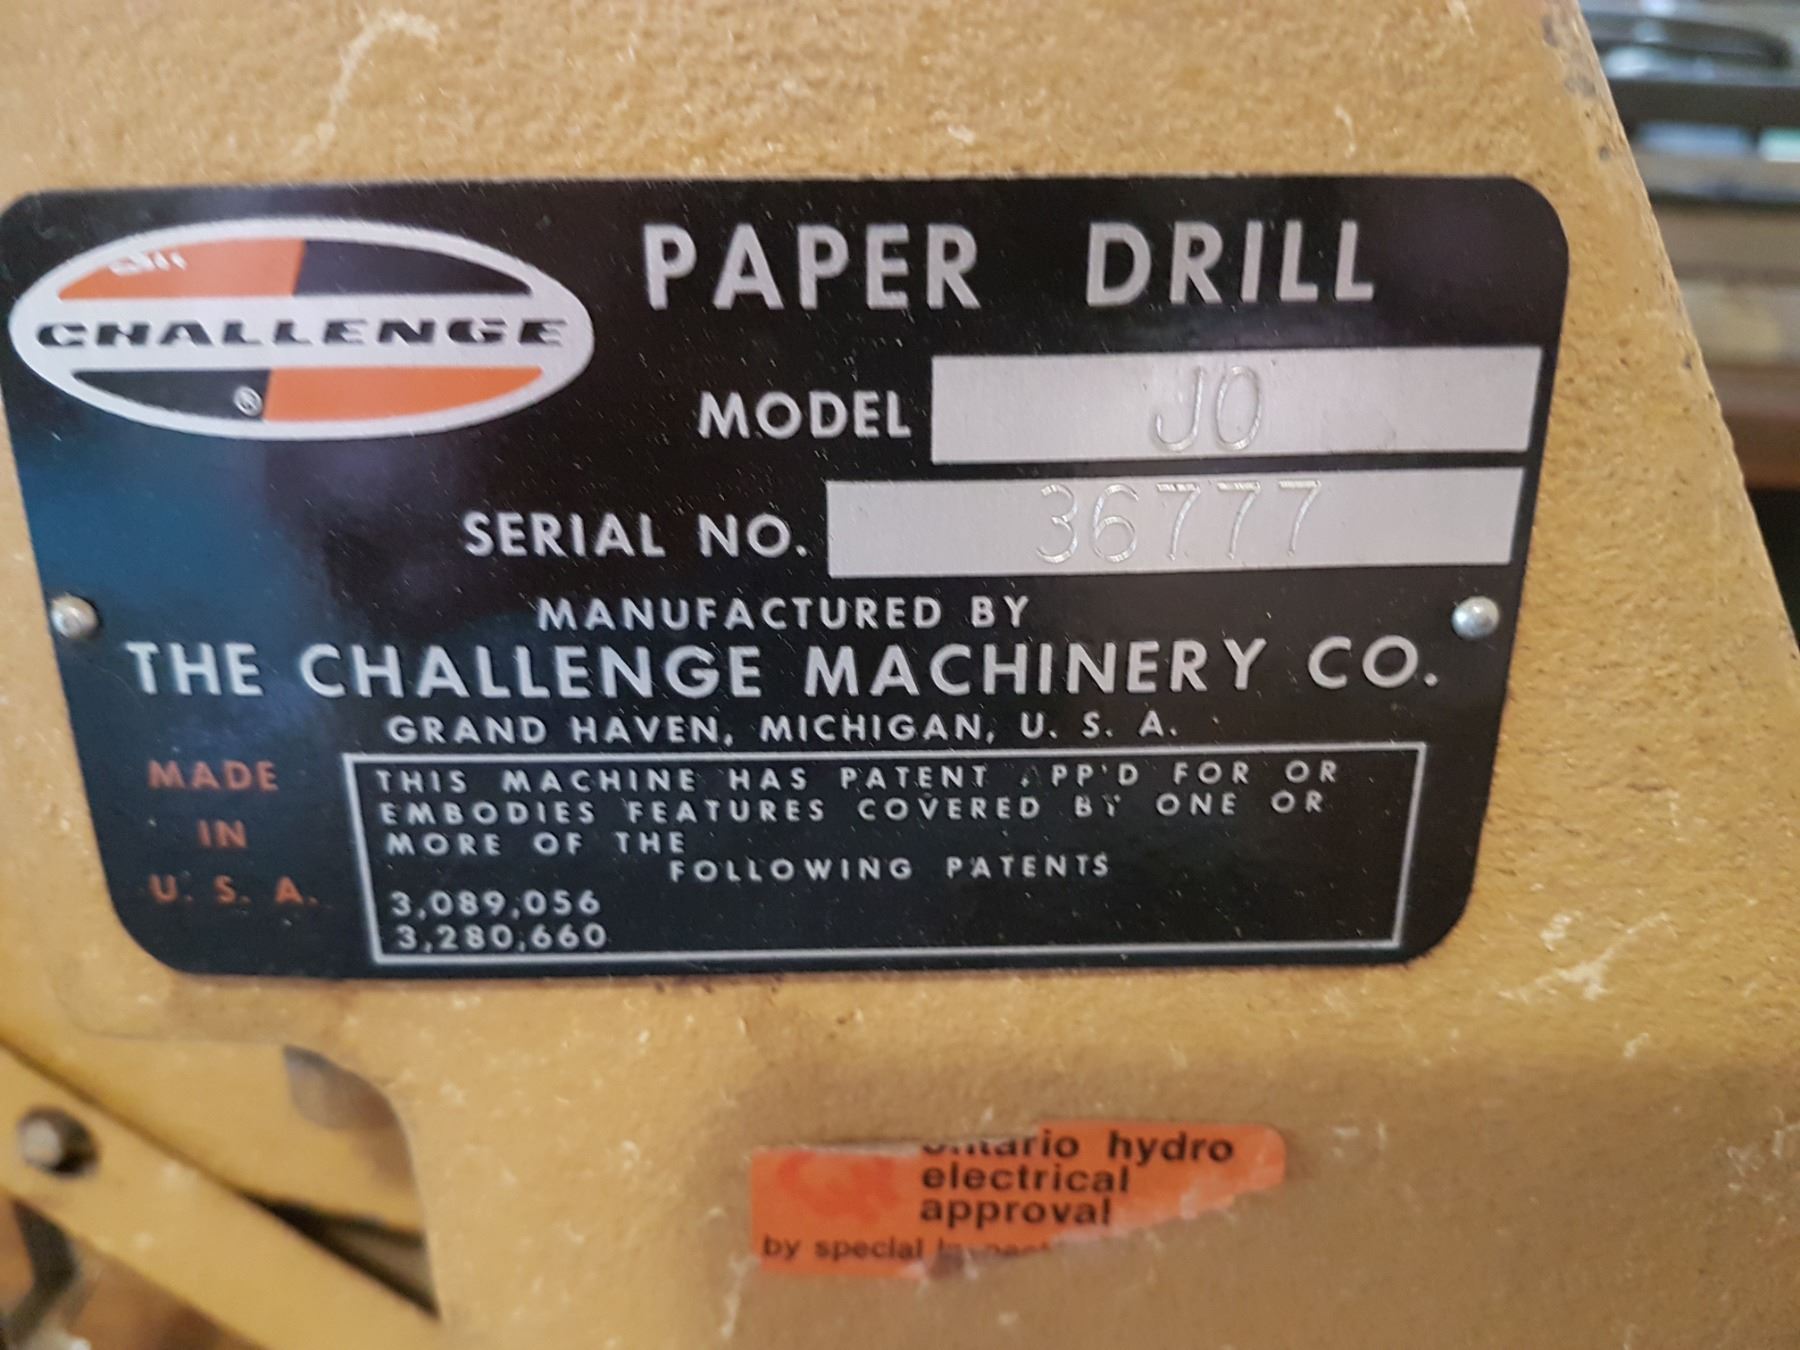 CHALLENGE
®
PAPER DRILL
MODEL JO
SERIAL NO. 36777
MANUFACTURED BY
THE CHALLENGE MACHINERY CO.
GRAND HAVEN, MICHIGAN, U. S. A.
MADE
IN
U. S. A.
THIS MACHINE HAS PATENT APP'D FOR OR
EMBODIES FEATURES COVERED BY ONE OR
MORE OF THE
FOLLOWING PATENTS
3,089,056
3,280,660
ontario hydro
electrical
approval
by special